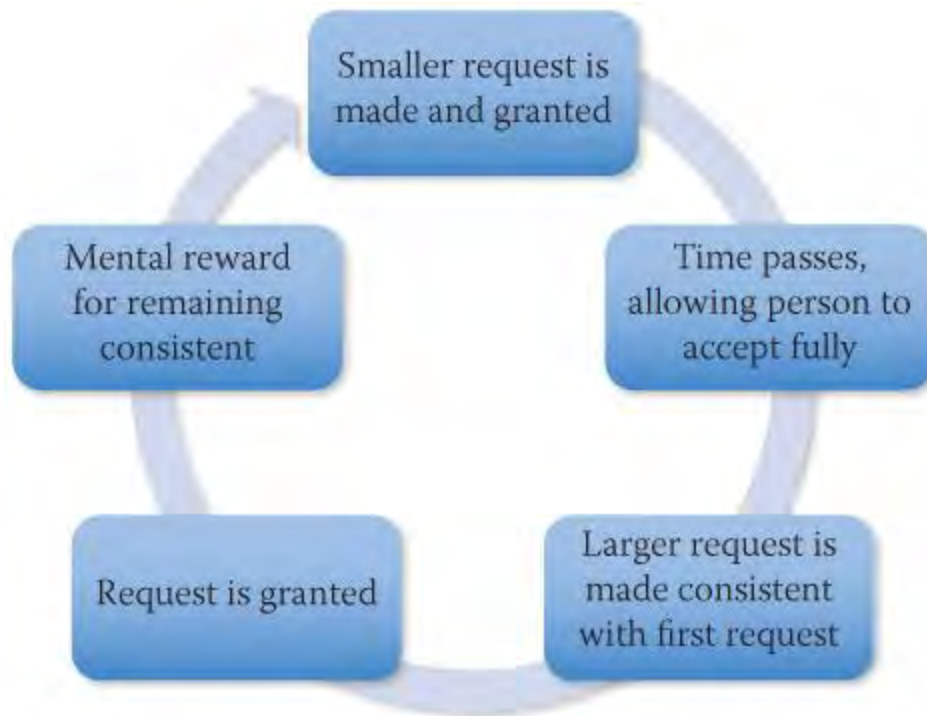 Smaller request is
made and granted
Time passes,
allowing person to
accept fully
Larger request is
made consistent
with first request
Request is granted
Mental reward
for remaining
consistent